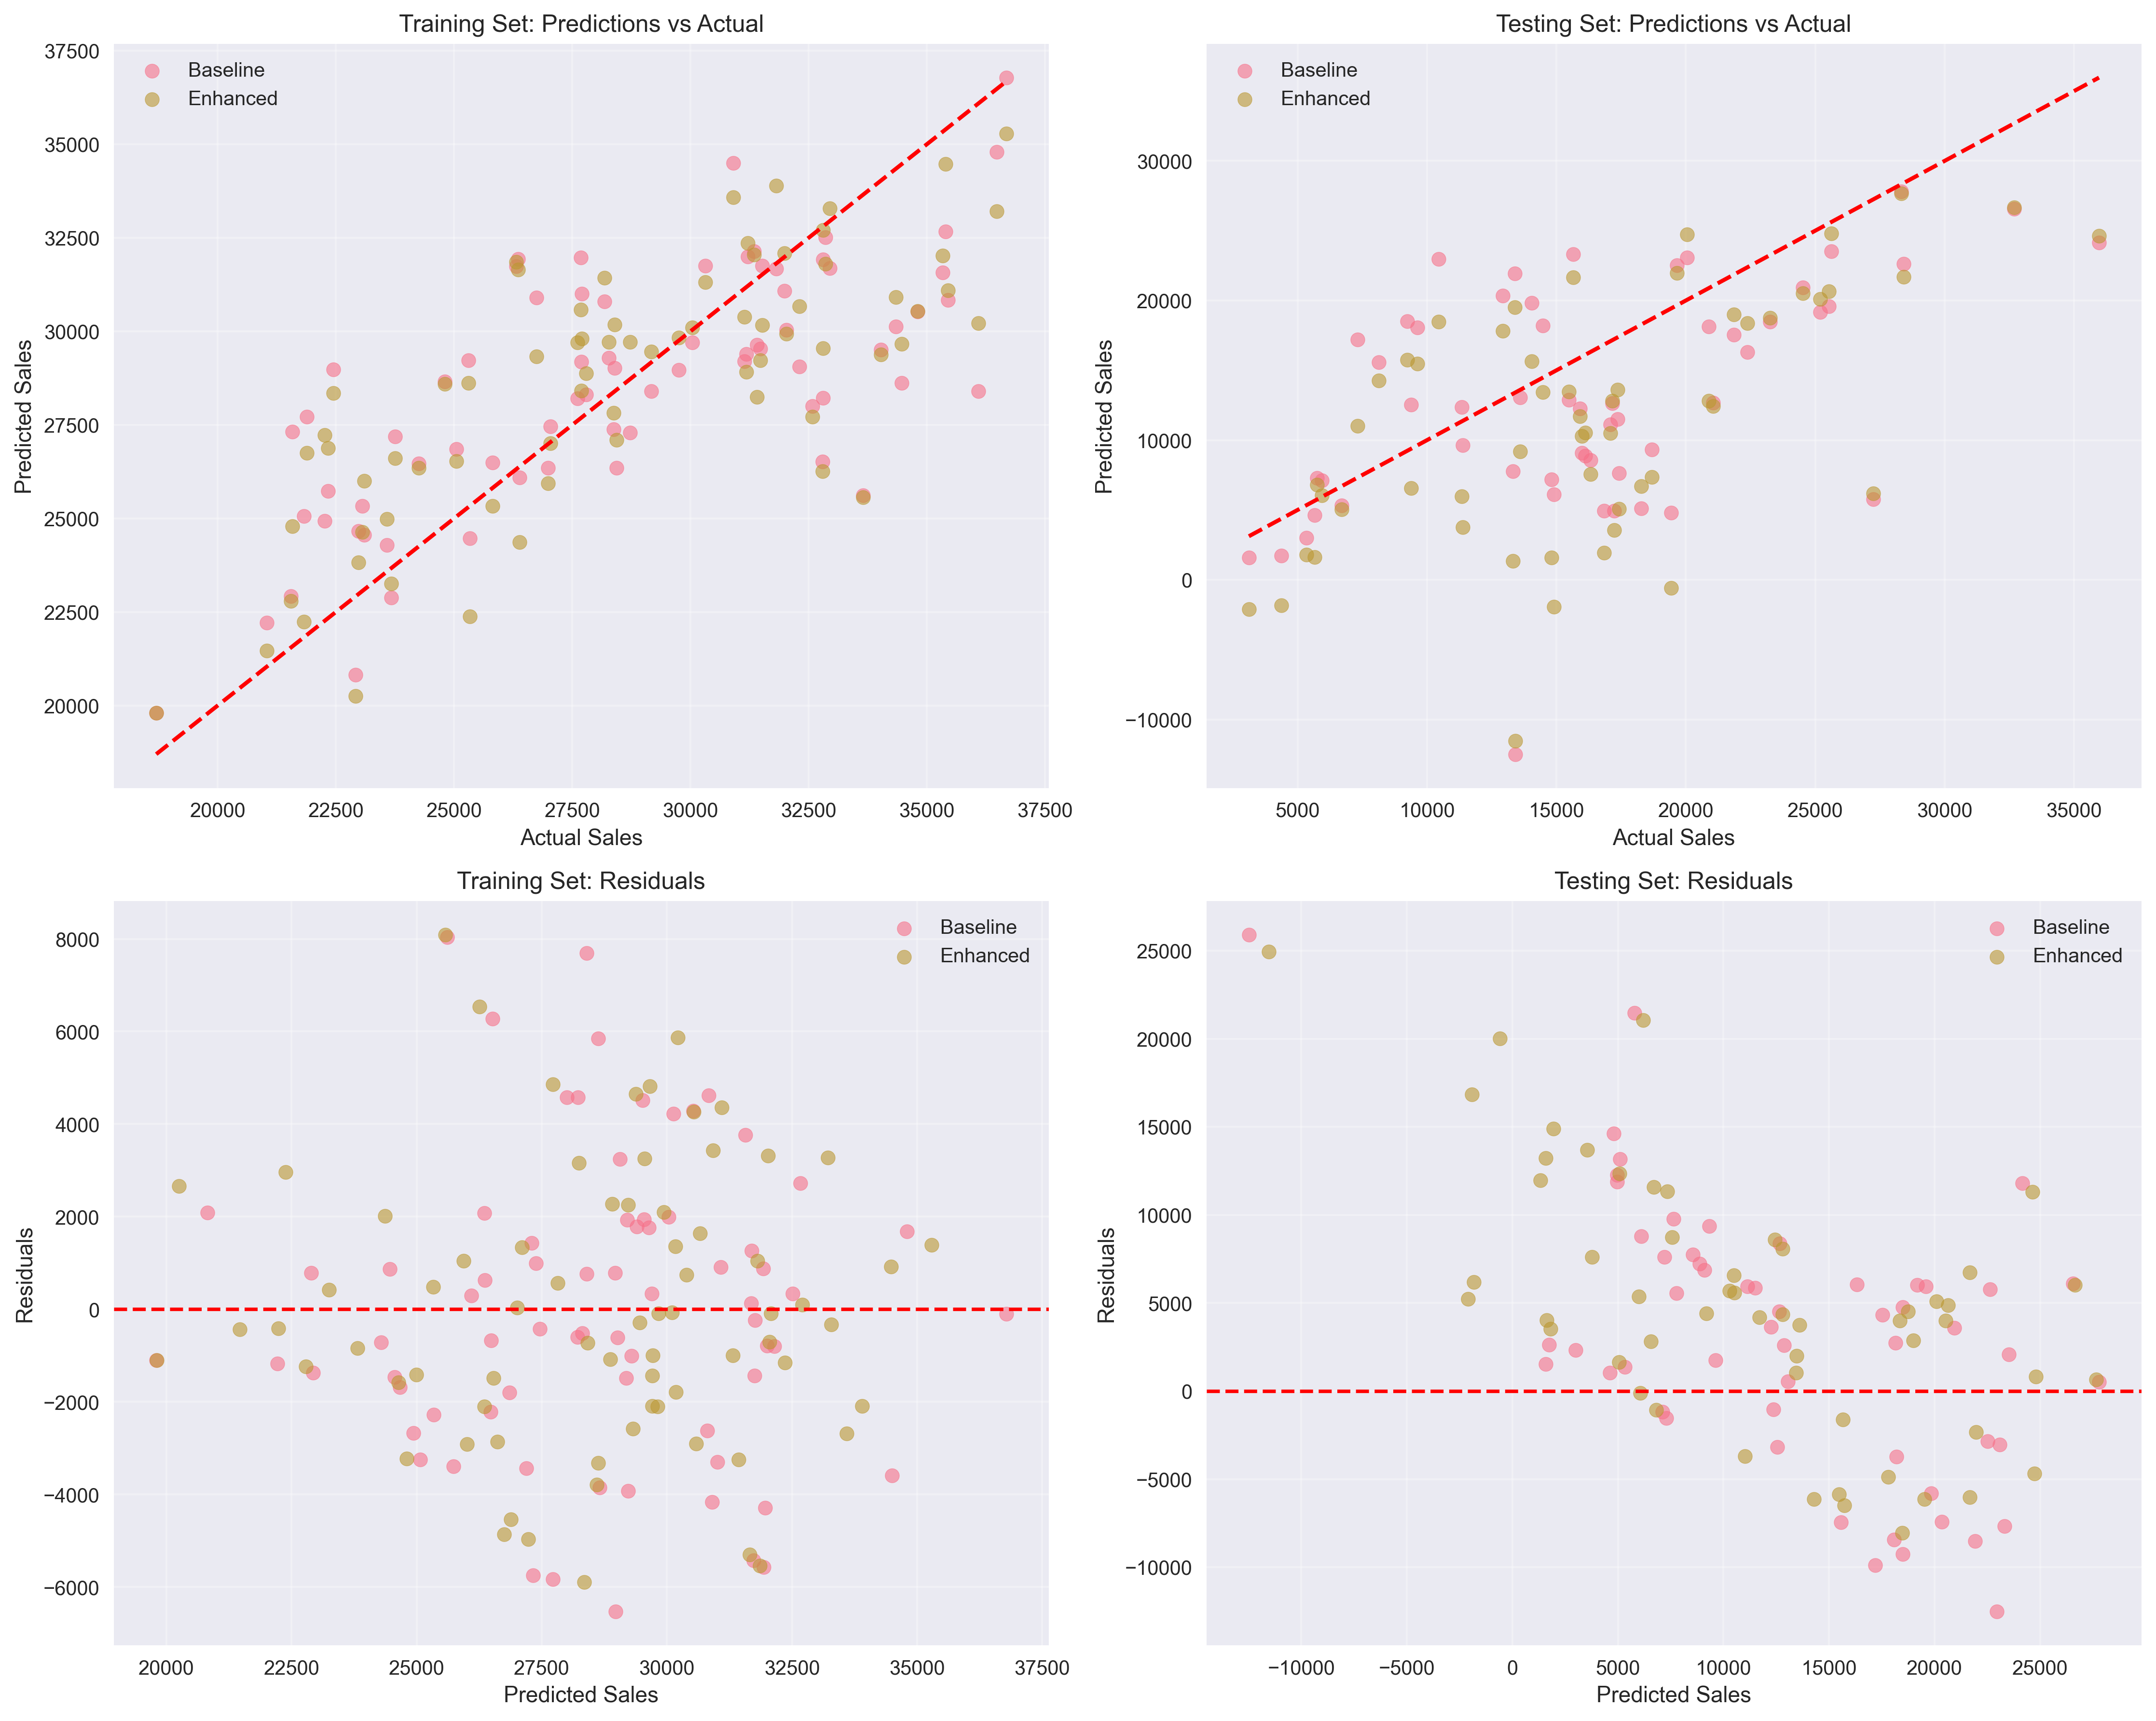 Training Set: Predictions vs Actual
37500
35000
32500
30000
27500
25000
22500
20000
Predicted Sales
Baseline
Enhanced
20000 22500 25000 27500 30000 32500 35000 37500
Actual Sales
Testing Set: Predictions vs Actual
30000
20000
10000
0
−10000
Predicted Sales
Baseline
Enhanced
5000 10000 15000 20000 25000 30000 35000
Actual Sales
Training Set: Residuals
8000
6000
4000
2000
0
−2000
−4000
−6000
Residuals
Baseline
Enhanced
20000 22500 25000 27500 30000 32500 35000 37500
Predicted Sales
Testing Set: Residuals
25000
20000
15000
10000
5000
0
−5000
−10000
Residuals
Baseline
Enhanced
−10000 −5000 0 5000 10000 15000 20000 25000
Predicted Sales